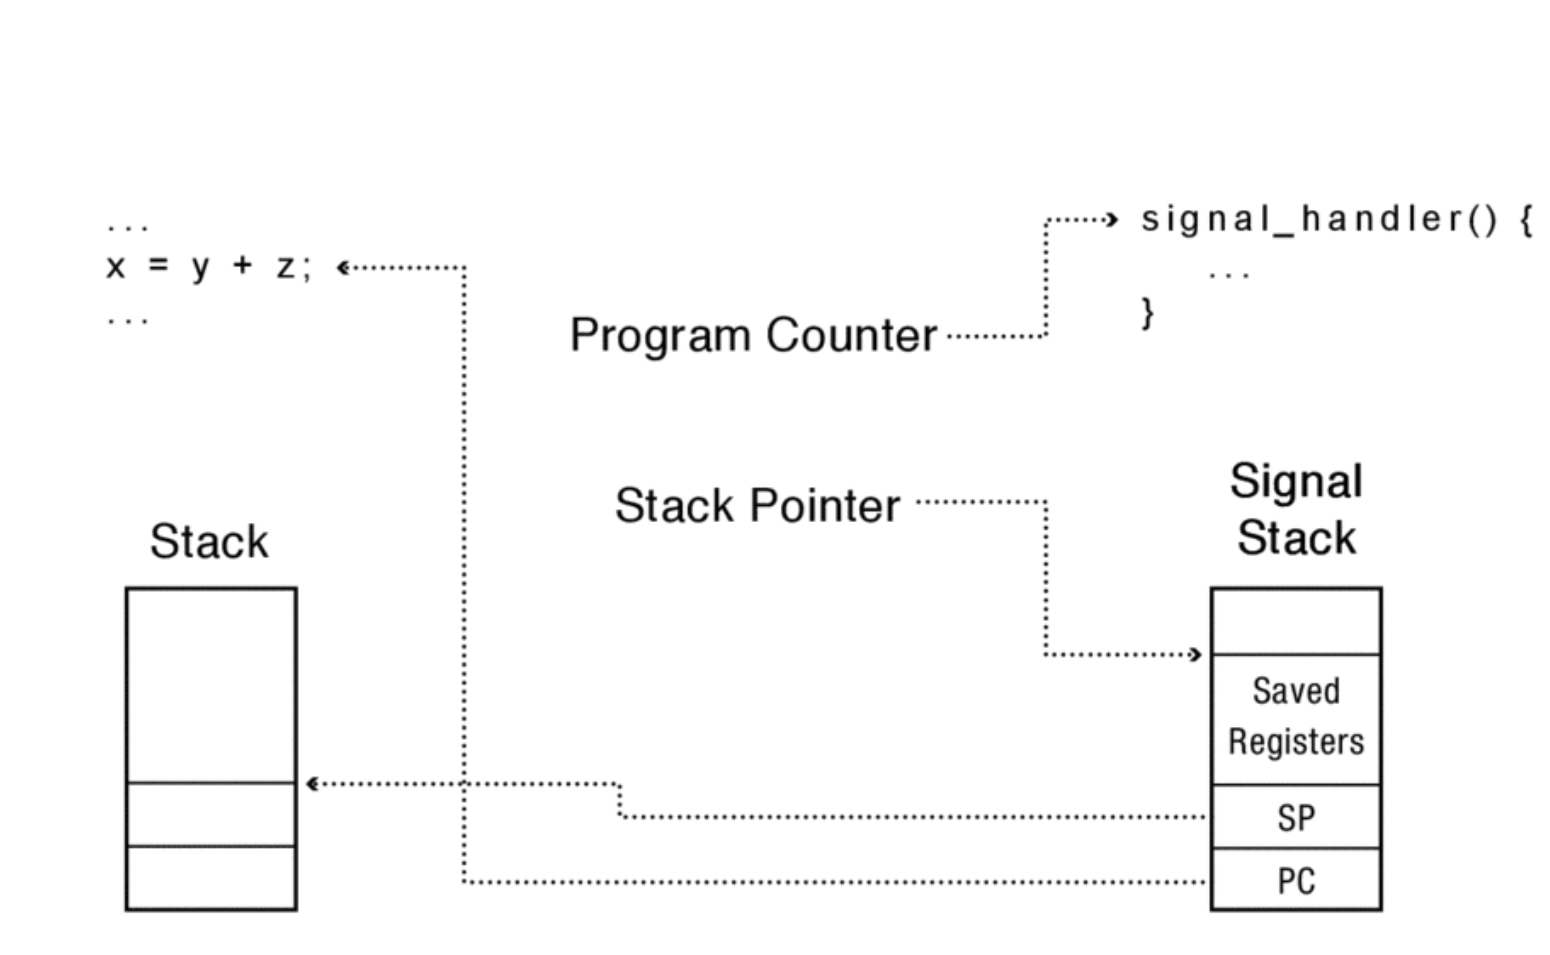 ...
x = y + z;
...
signal_handler() {
...
}
Program Counter
Stack Pointer
Stack
Signal
Stack
Saved
Registers
SP
PC